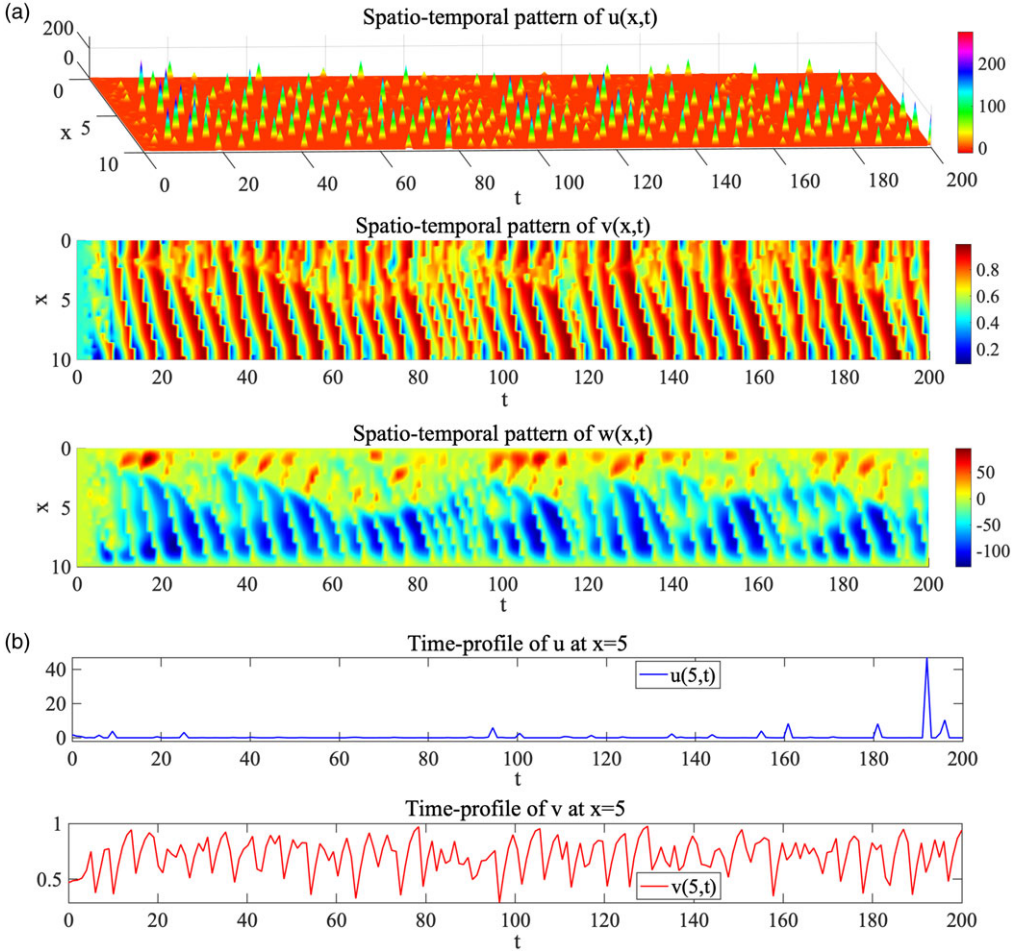 (a)
Spatio-temporal pattern of u(x,t)
200
0
0
5
x
10
0 20 40 60 80 100 120 140 160 180 200
t
200
100
0
Spatio-temporal pattern of v(x,t)
0
5
10
x
0 20 40 60 80 100 120 140 160 180 200
t
0.8
0.6
0.4
0.2
Spatio-temporal pattern of w(x,t)
0
5
10
x
0 20 40 60 80 100 120 140 160 180 200
t
50
0
-50
-100
(b)
Time-profile of u at x=5
40
20
0
u(5,t)
0 20 40 60 80 100 120 140 160 180 200
t
Time-profile of v at x=5
1
0.5
v(5,t)
0 20 40 60 80 100 120 140 160 180 200
t